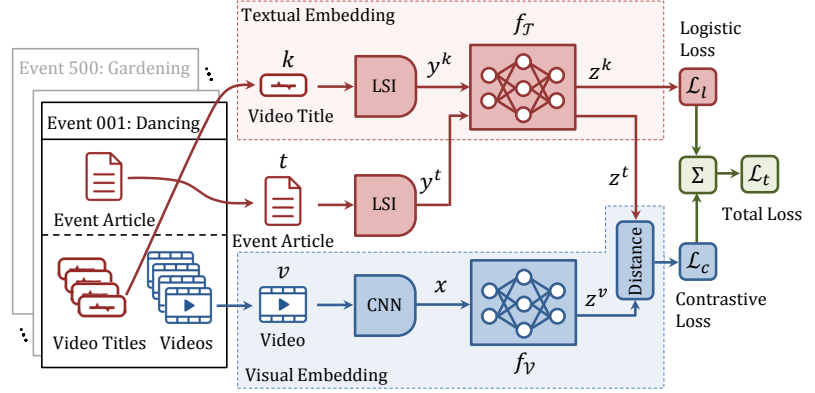 Textual Embedding
Event 500: Gardening
Event 001: Dancing
Event Article
Video Titles
Videos
k
Video Title
LSI
y^k
f_𝒯
z^k
Logistic
Loss
ℒ_l
t
Event Article
LSI
y^t
z^t
Σ
ℒ_t
Total Loss
v
Video
CNN
x
f_𝒱
z^v
Distance
ℒ_c
Contrastive
Loss
Visual Embedding